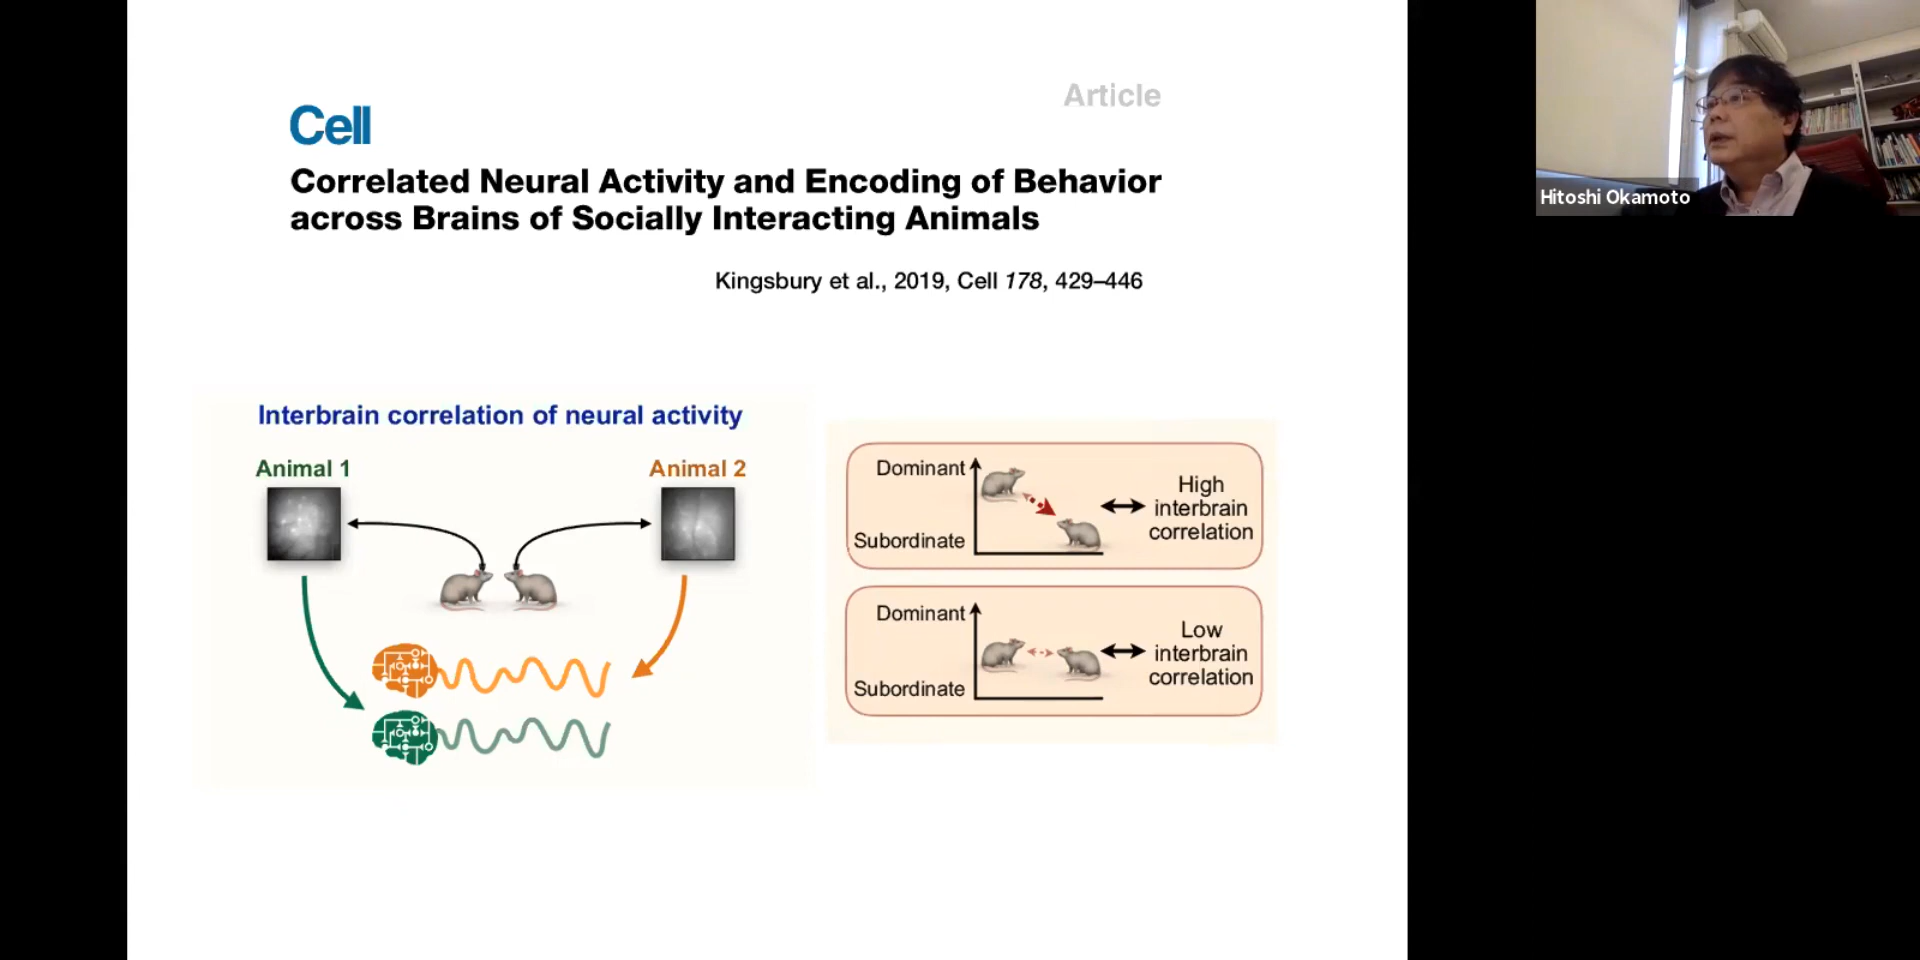 Article
Cell
Correlated Neural Activity and Encoding of Behavior
across Brains of Socially Interacting Animals
Kingsbury et al., 2019, Cell 178, 429–446
Interbrain correlation of neural activity
Animal 1
Animal 2
Dominant
Subordinate
High
interbrain
correlation
Dominant
Subordinate
Low
interbrain
correlation
Hitoshi Okamoto